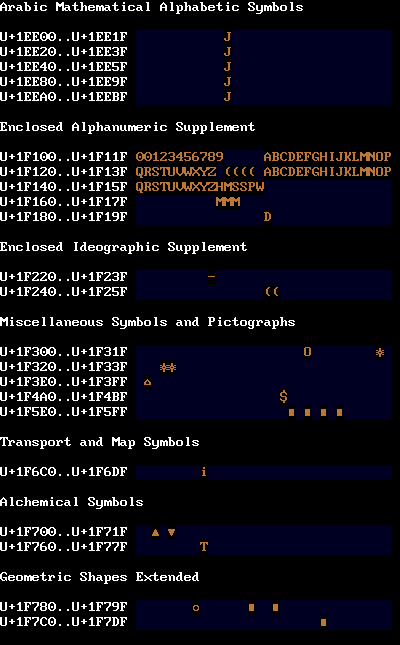 Arabic Mathematical Alphabetic Symbols
U+1EE00..U+1EE1F J
U+1EE20..U+1EE3F J
U+1EE40..U+1EE5F J
U+1EE80..U+1EE9F J
U+1EEA0..U+1EEBF J
Enclosed Alphanumeric Supplement
U+1F100..U+1F11F 00123456789 ABCDEFGHIJKLMNOP
U+1F120..U+1F13F QRSTUVWXYZ (((( ABCDEFGHIJKLMNOP
U+1F140..U+1F15F QRSTUVWXYZHMSSPW
U+1F160..U+1F17F MMM
U+1F180..U+1F19F D
Enclosed Ideographic Supplement
U+1F220..U+1F23F –
U+1F240..U+1F25F ((
Miscellaneous Symbols and Pictographs
U+1F300..U+1F31F O *
U+1F320..U+1F33F **
U+1F3E0..U+1F3FF ⌂
U+1F4A0..U+1F4BF $
U+1F5E0..U+1F5FF ▪ ▪ ▪ ▪
Transport and Map Symbols
U+1F6C0..U+1F6DF i
Alchemical Symbols
U+1F700..U+1F71F ▲ ▼
U+1F760..U+1F77F T
Geometric Shapes Extended
U+1F780..U+1F79F ○ ▪ ▪
U+1F7C0..U+1F7DF ▪